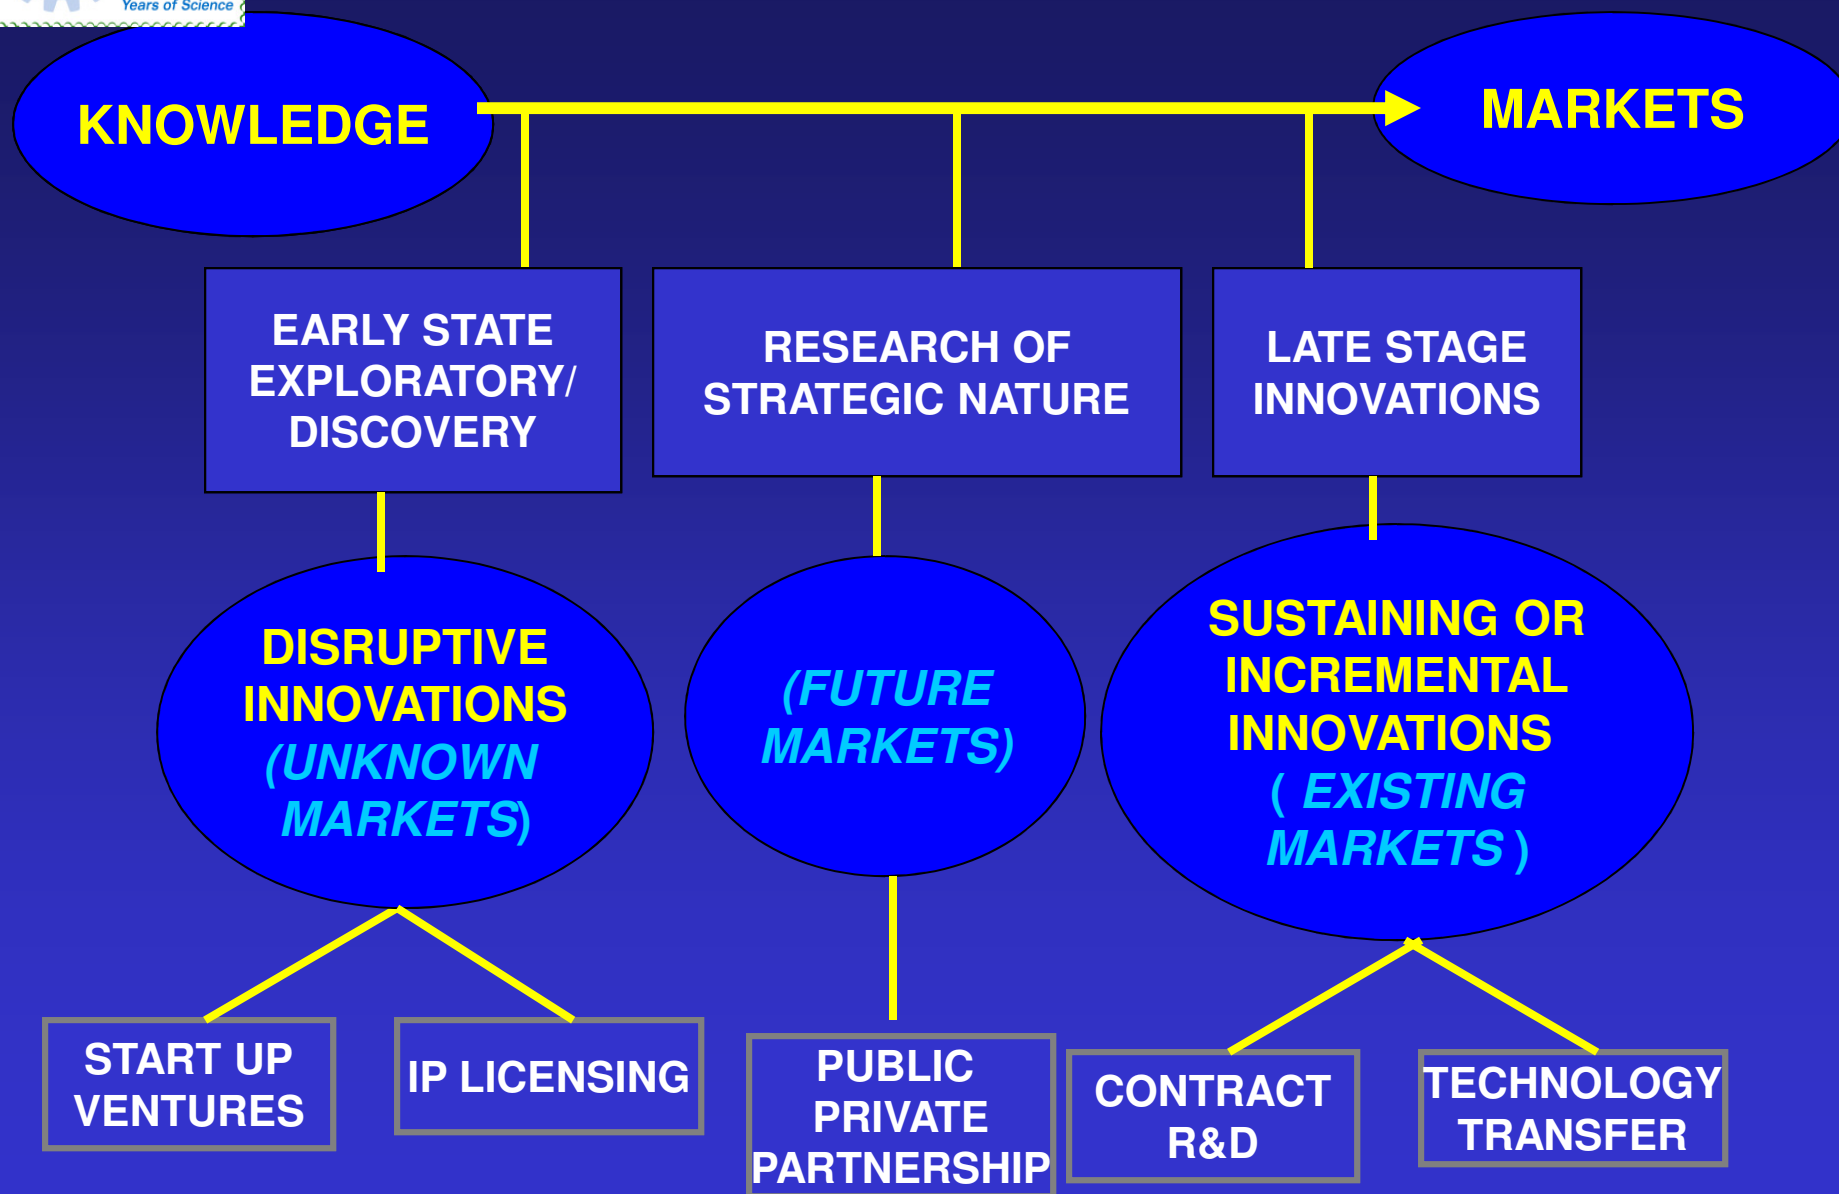 Years of Science
KNOWLEDGE
MARKETS
EARLY STATE
EXPLORATORY/
DISCOVERY
RESEARCH OF
STRATEGIC NATURE
LATE STAGE
INNOVATIONS
DISRUPTIVE
INNOVATIONS
(UNKNOWN
MARKETS)
(FUTURE
MARKETS)
SUSTAINING OR
INCREMENTAL
INNOVATIONS
( EXISTING
MARKETS )
START UP
VENTURES
IP LICENSING
PUBLIC
PRIVATE
PARTNERSHIP
CONTRACT
R&D
TECHNOLOGY
TRANSFER